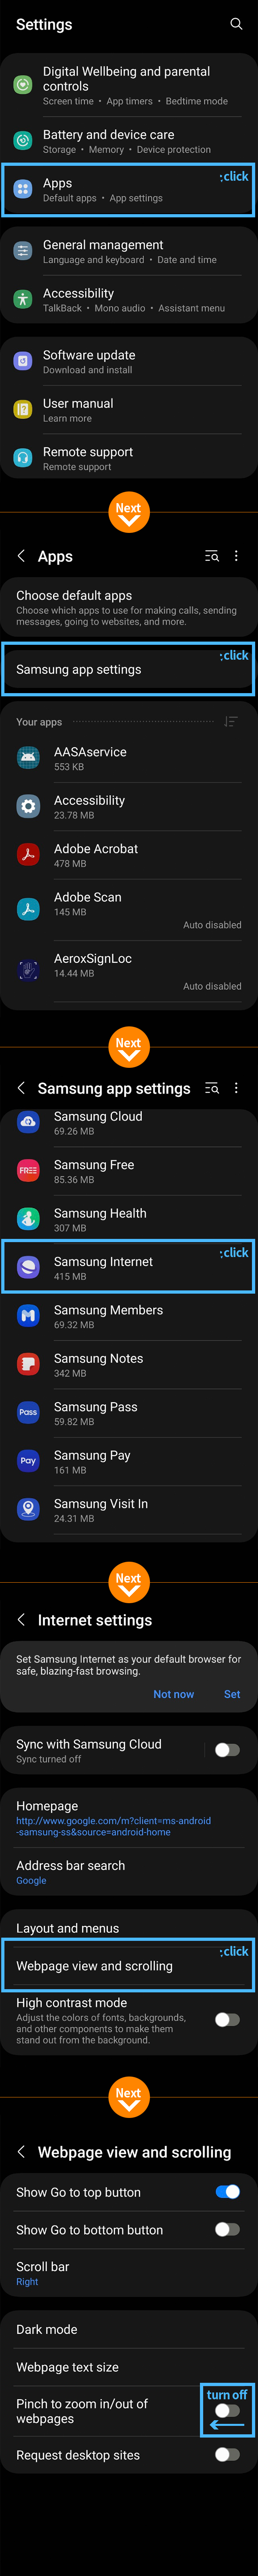 Settings
Digital Wellbeing and parental
controls
Screen time • App timers • Bedtime mode
Battery and device care
Storage • Memory • Device protection
:click
Apps
Default apps • App settings
General management
Language and keyboard • Date and time
Accessibility
TalkBack • Mono audio • Assistant menu
Software update
Download and install
User manual
Learn more
Remote support
Remote support
Next
Apps
Choose default apps
Choose which apps to use for making calls, sending
messages, going to websites, and more.
:click
Samsung app settings
Your apps
AASAservice
553 KB
Accessibility
23.78 MB
Adobe Acrobat
478 MB
Adobe Scan
145 MB
Auto disabled
AeroxSignLoc
14.44 MB
Auto disabled
Next
Samsung app settings
Samsung Cloud
69.26 MB
FREE
Samsung Free
85.36 MB
Samsung Health
307 MB
:click
Samsung Internet
415 MB
Samsung Members
69.32 MB
Samsung Notes
342 MB
Pass
Samsung Pass
59.82 MB
Pay
Samsung Pay
161 MB
Samsung Visit In
24.31 MB
Next
Internet settings
Set Samsung Internet as your default browser for
safe, blazing-fast browsing.
Not now Set
Sync with Samsung Cloud
Sync turned off
Homepage
http://www.google.com/m?client=ms-android
-samsung-ss&source=android-home
Address bar search
Google
Layout and menus
:click
Webpage view and scrolling
High contrast mode
Adjust the colors of fonts, backgrounds,
and other components to make them
stand out from the background.
Next
Webpage view and scrolling
Show Go to top button
Show Go to bottom button
Scroll bar
Right
Dark mode
Webpage text size
turn off
Pinch to zoom in/out of
webpages
Request desktop sites